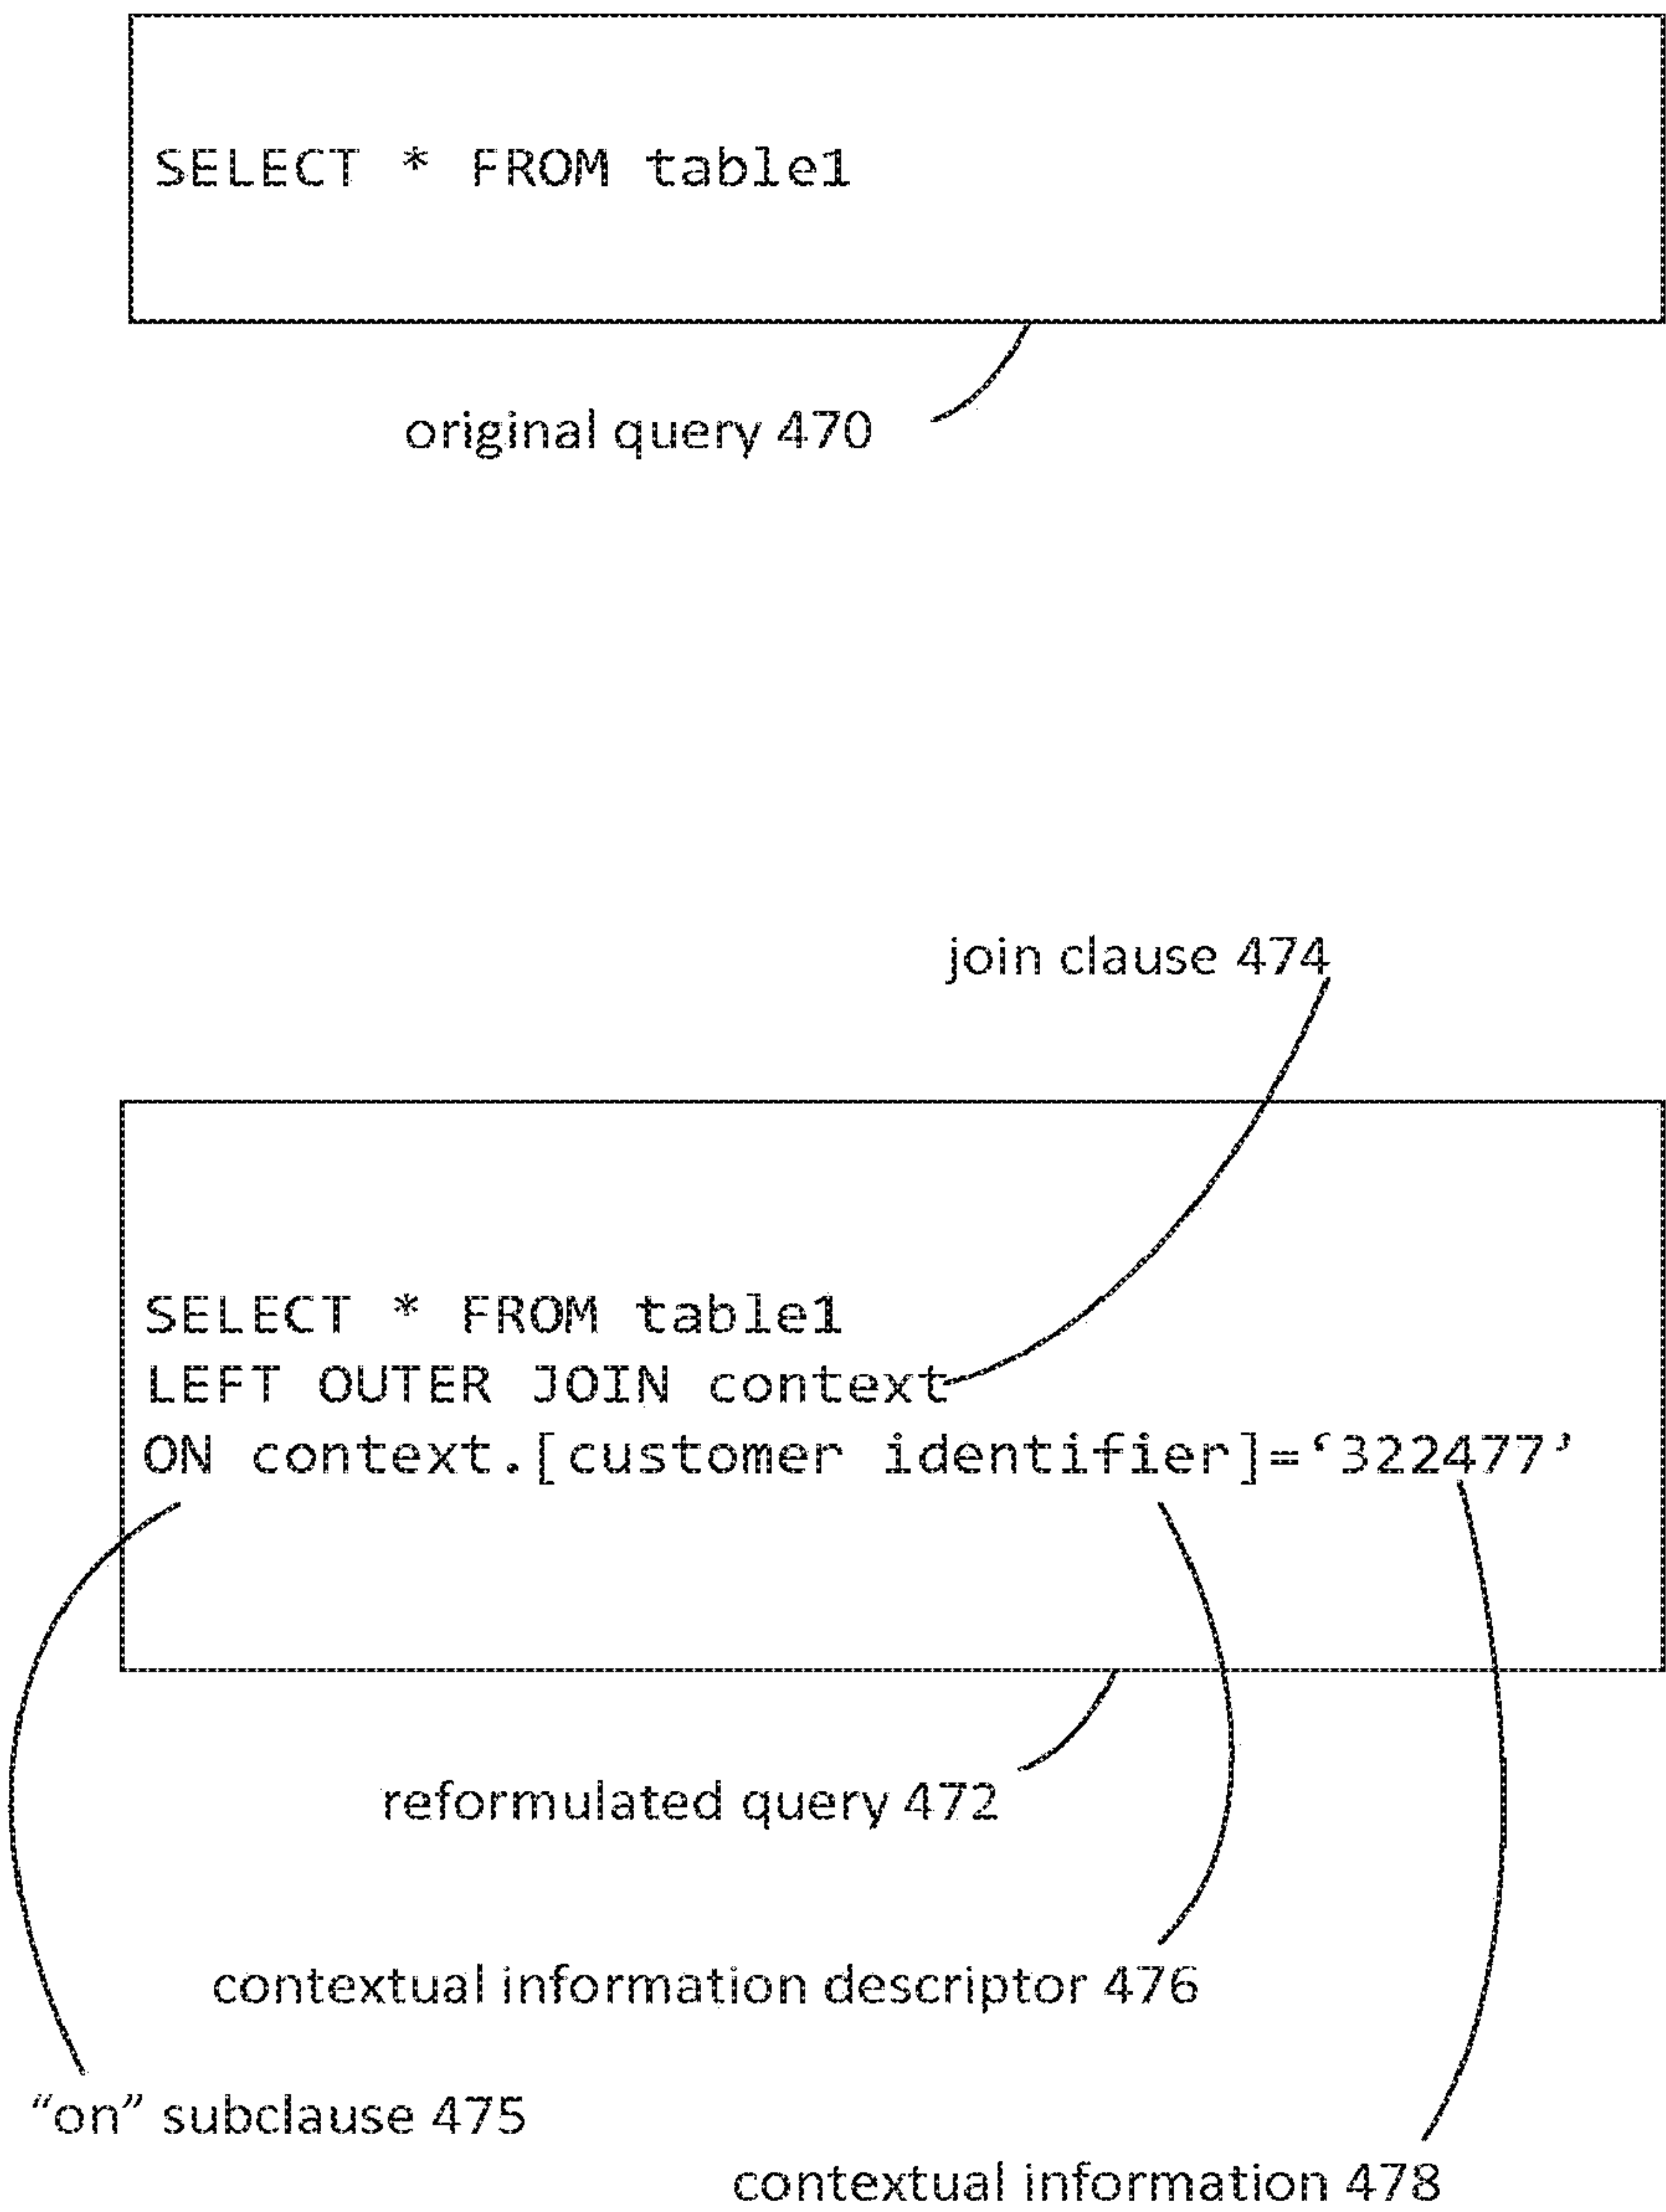 SELECT * FROM table1
original query 470
join clause 474
SELECT * FROM table1
LEFT OUTER JOIN context
ON context.[customer identifier]=‘322477’
reformulated query 472
contextual information descriptor 476
“on” subclause 475
contextual information 478